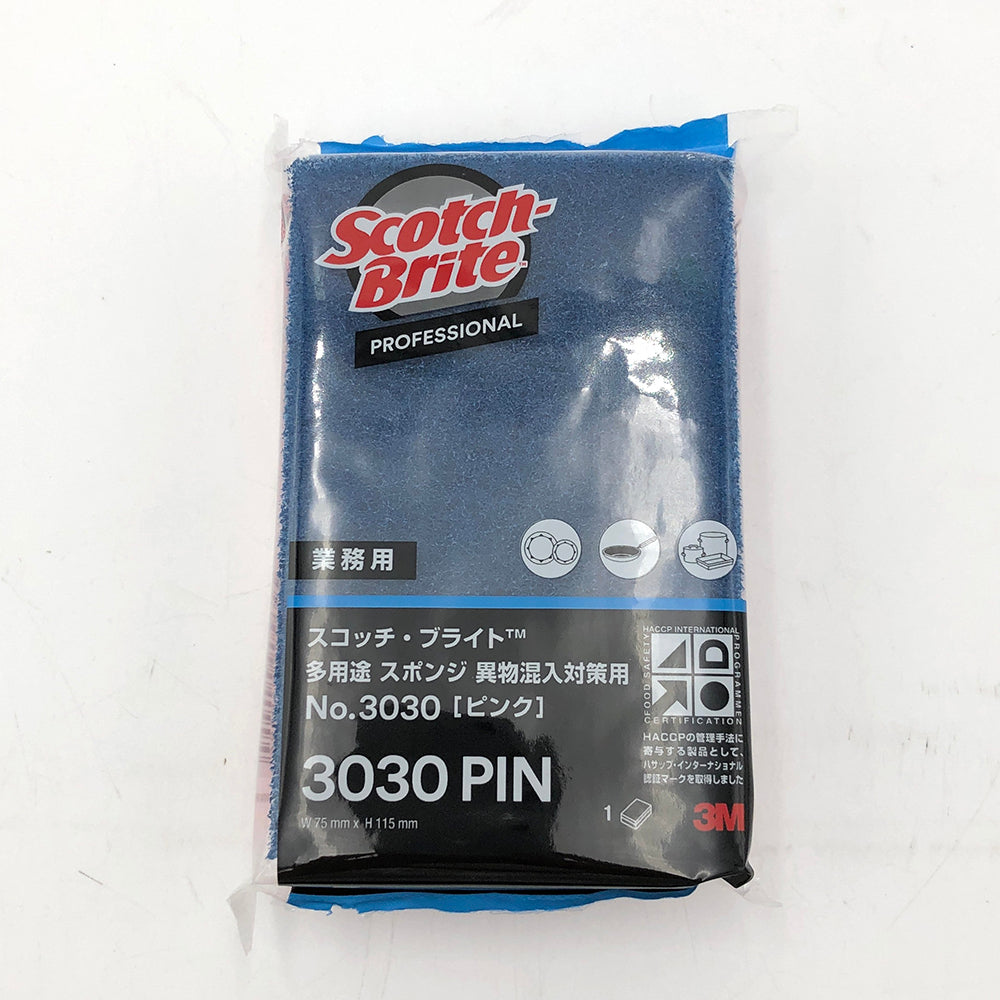 Scotch-
Brite™
PROFESSIONAL
業務用
スコッチ・ブライト™
多用途 スポンジ 異物混入対策用
No.3030 [ピンク]
3030 PIN
W 75 mm x H 115 mm
HACCP INTERNATIONAL
FOOD SAFETY
PROGRAMMEZ
CERTIFICATION
HACCPの管理手法に
寄与する製品として、
ハサップ・インターナショナル
認証マークを取得しました
1
3M